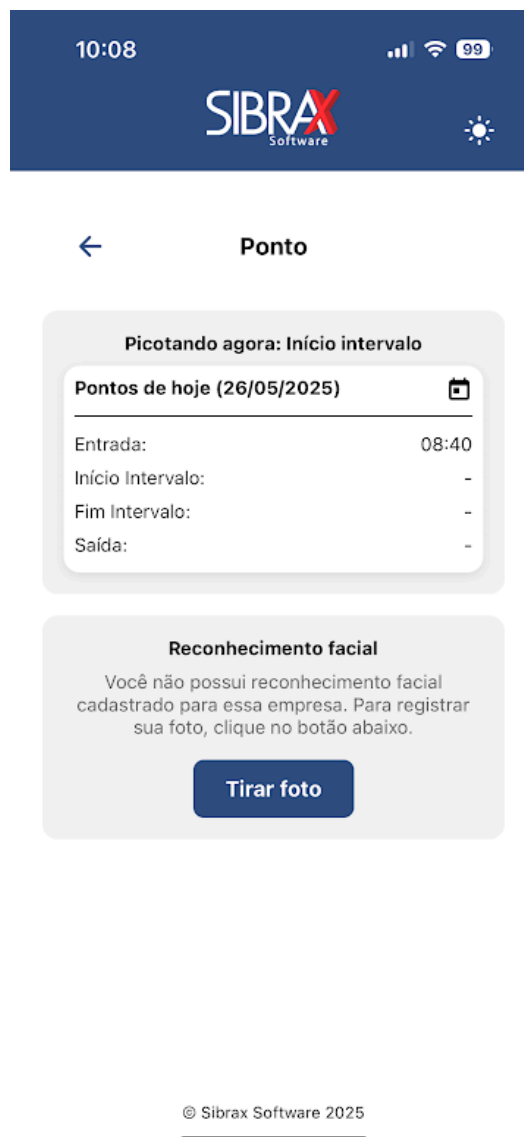 10:08
99
SIBRAX
Software
Ponto
Picotando agora: Início intervalo
Pontos de hoje (26/05/2025)
Entrada: 08:40
Início Intervalo: -
Fim Intervalo: -
Saída: -
Reconhecimento facial
Você não possui reconhecimento facial
cadastrado para essa empresa. Para registrar
sua foto, clique no botão abaixo.
Tirar foto
© Sibrax Software 2025